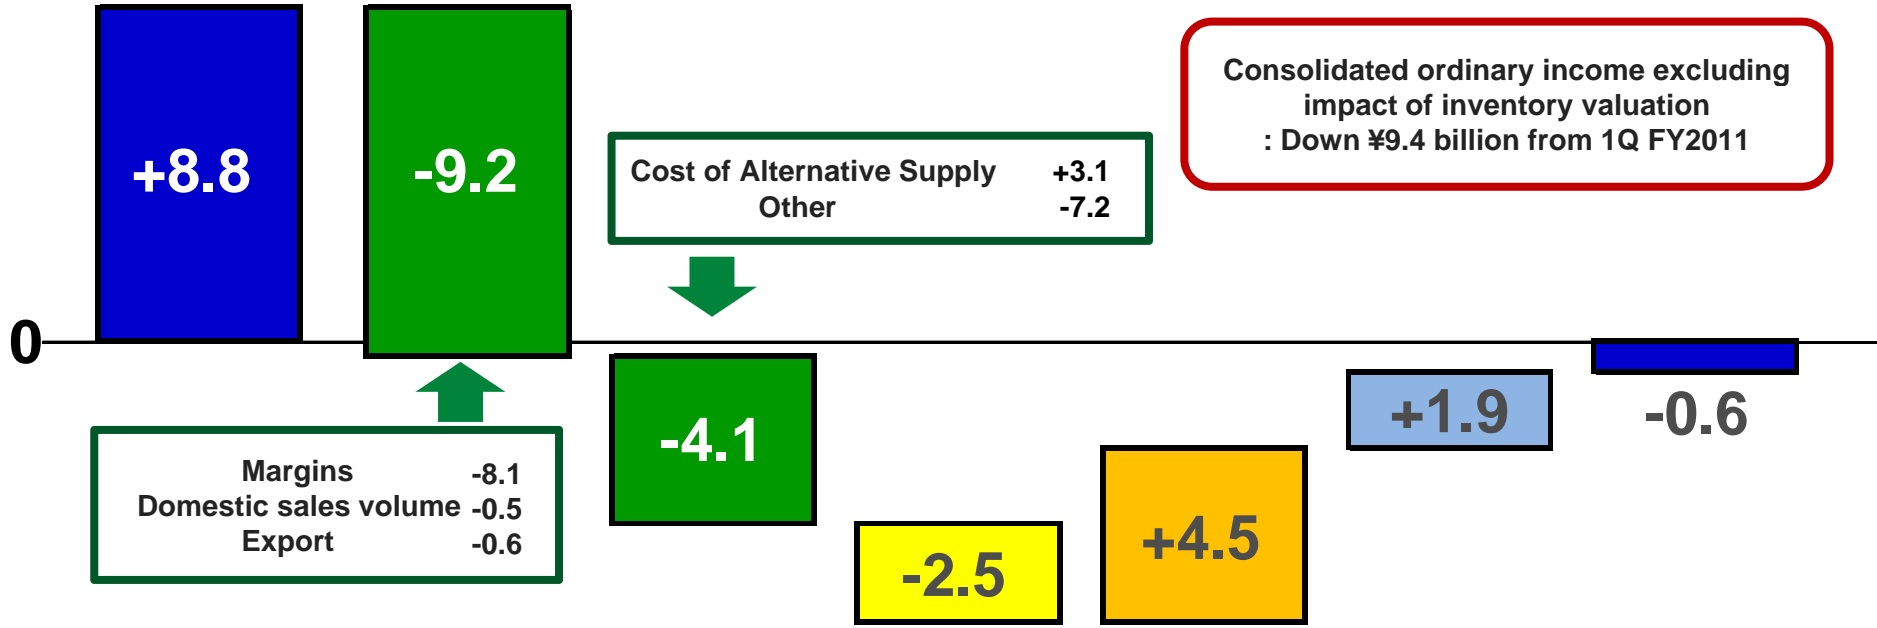 +8.8
-9.2
Consolidated ordinary income excluding
impact of inventory valuation
: Down ¥9.4 billion from 1Q FY2011
Cost of Alternative Supply +3.1
Other -7.2
0
Margins -8.1
Domestic sales volume -0.5
Export -0.6
-4.1
-2.5
+4.5
+1.9
-0.6